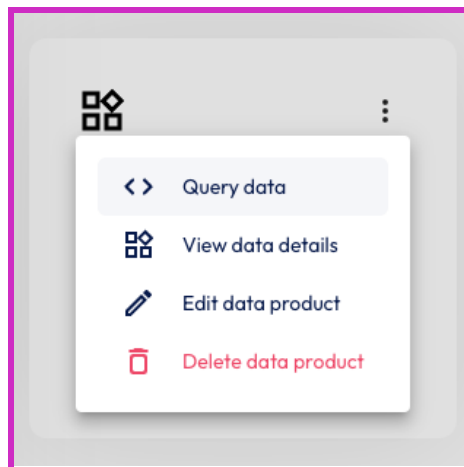 Query data
View data details
Edit data product
Delete data product